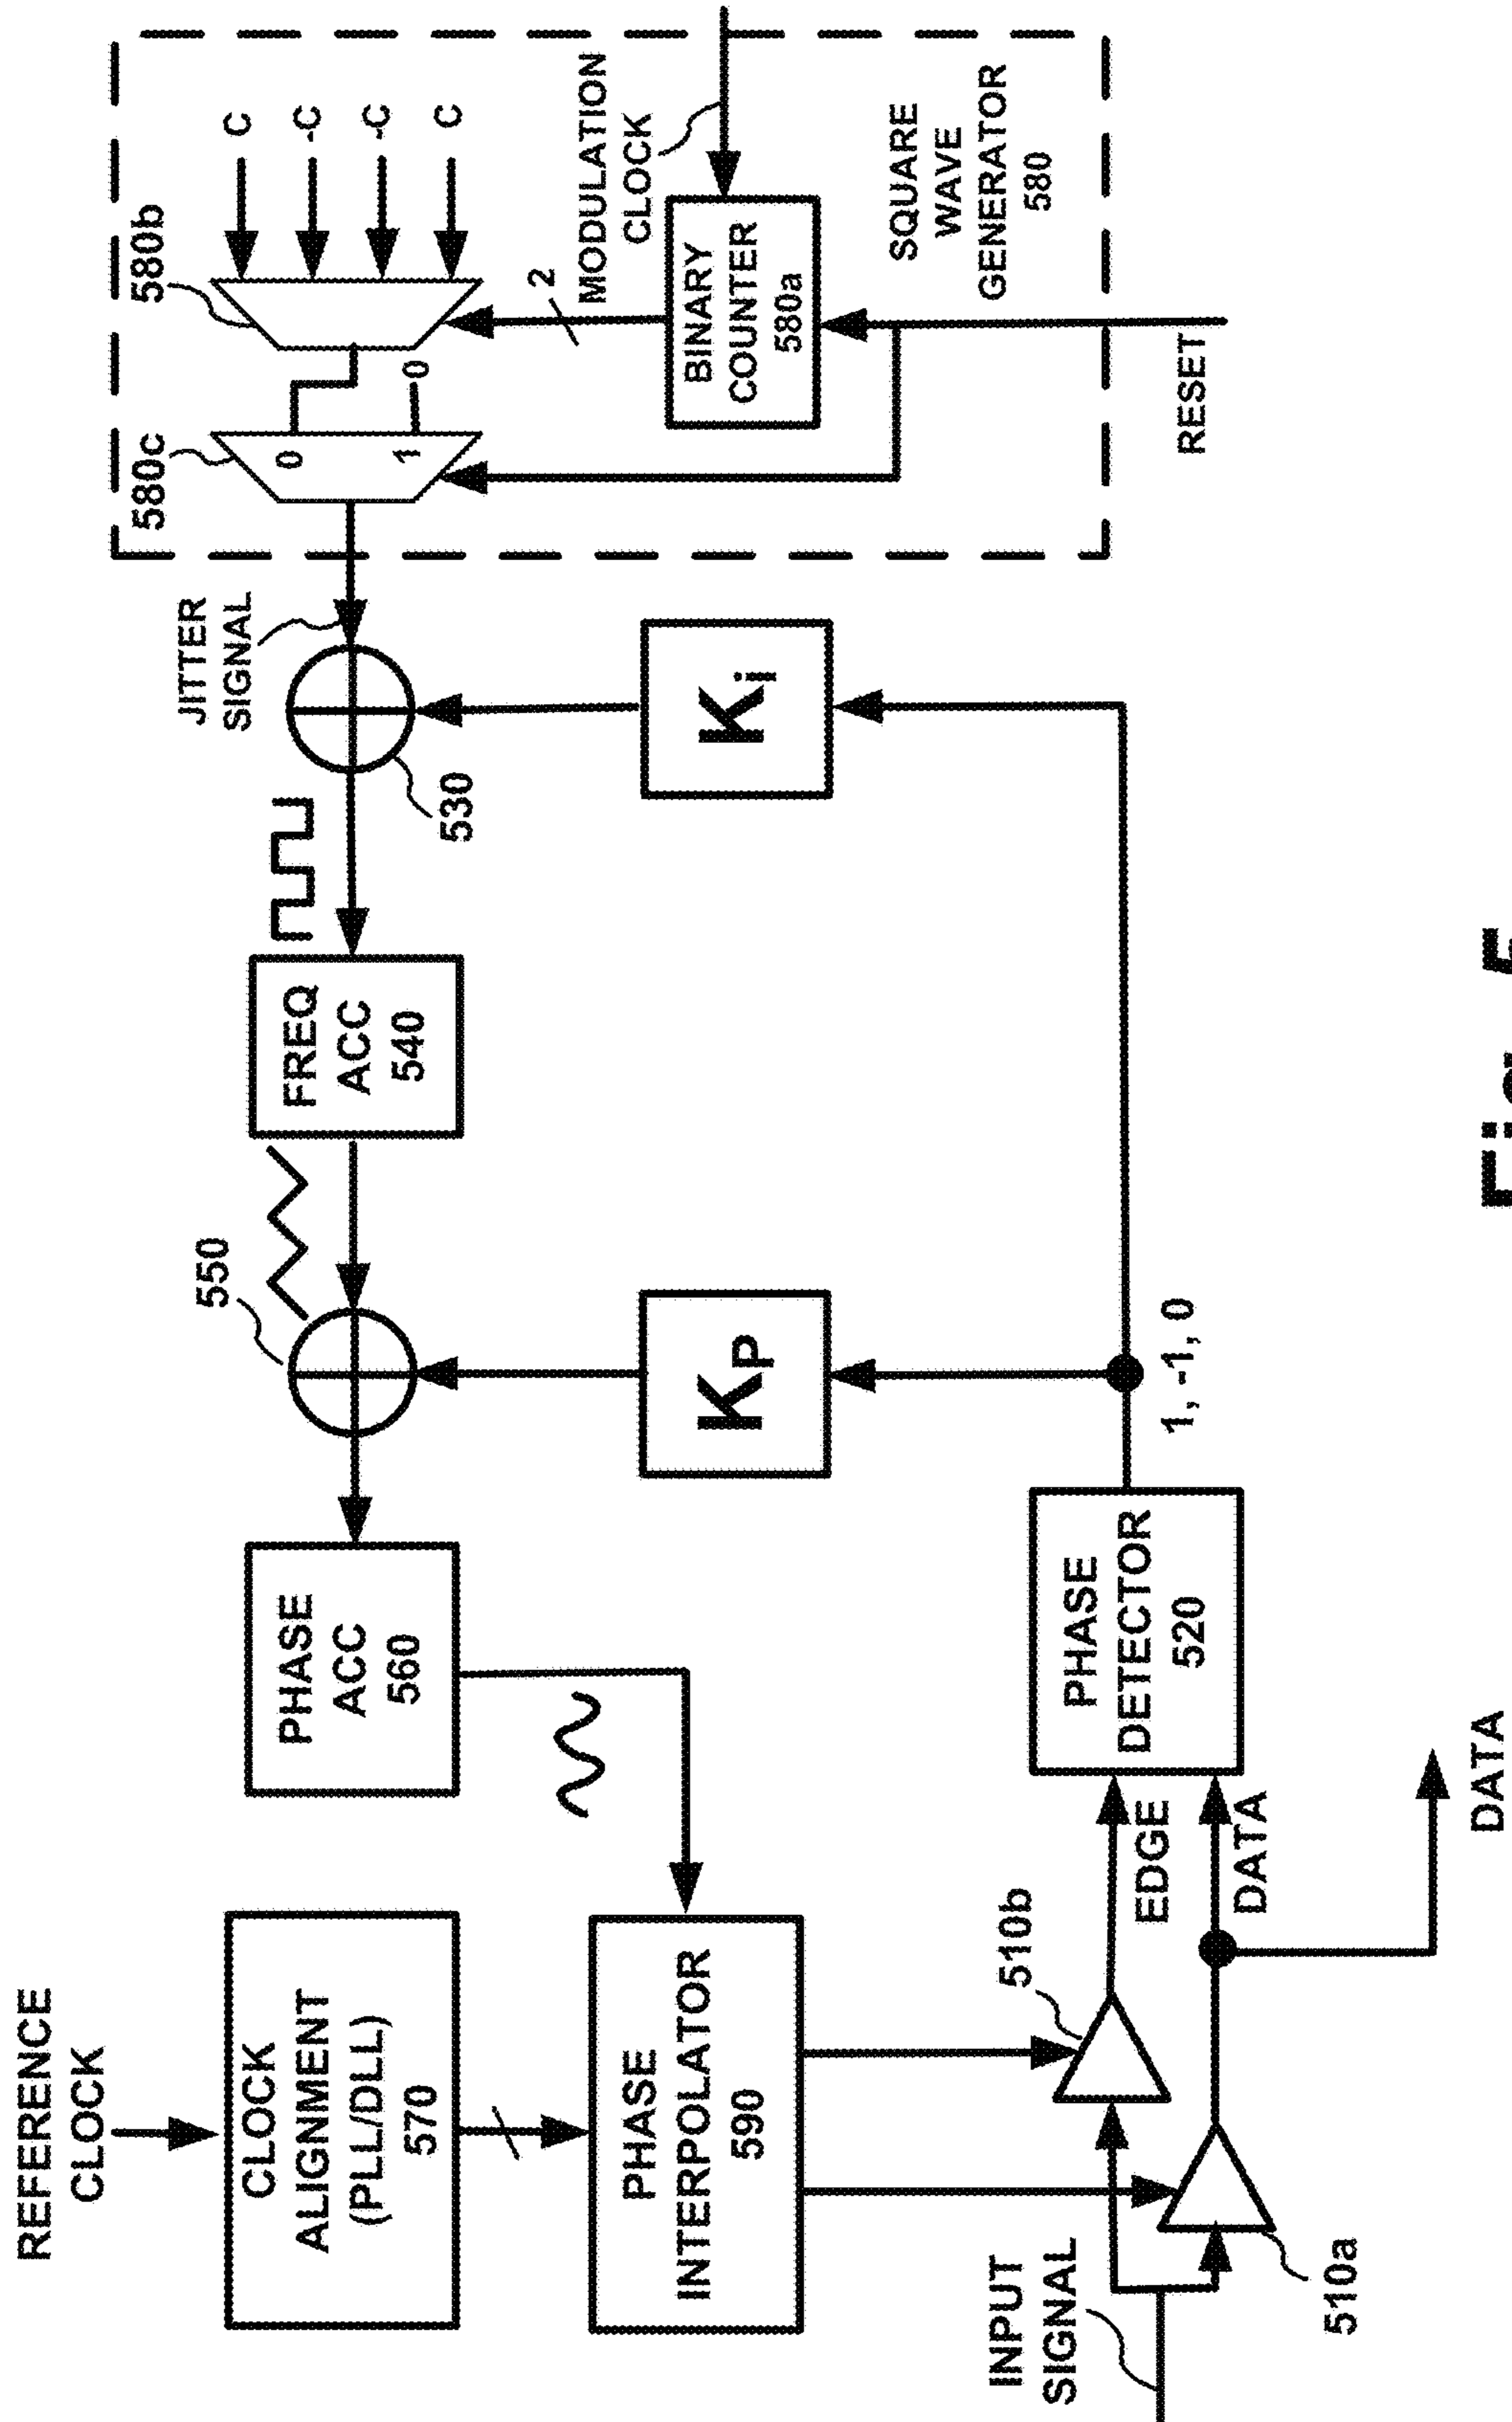 REFERENCE
CLOCK
CLOCK
ALIGNMENT
(PLL/DLL)
570
PHASE
INTERPOLATOR
590
PHASE
ACC
560
550
FREQ
ACC
540
530
JITTER
SIGNAL
580c
0
1
0
580b
C
-C
-C
C
2
MODULATION
CLOCK
BINARY
COUNTER
580a
SQUARE
WAVE
GENERATOR
580
RESET
KP
Ki
INPUT
SIGNAL
510a
510b
EDGE
DATA
PHASE
DETECTOR
520
1, -1, 0
DATA